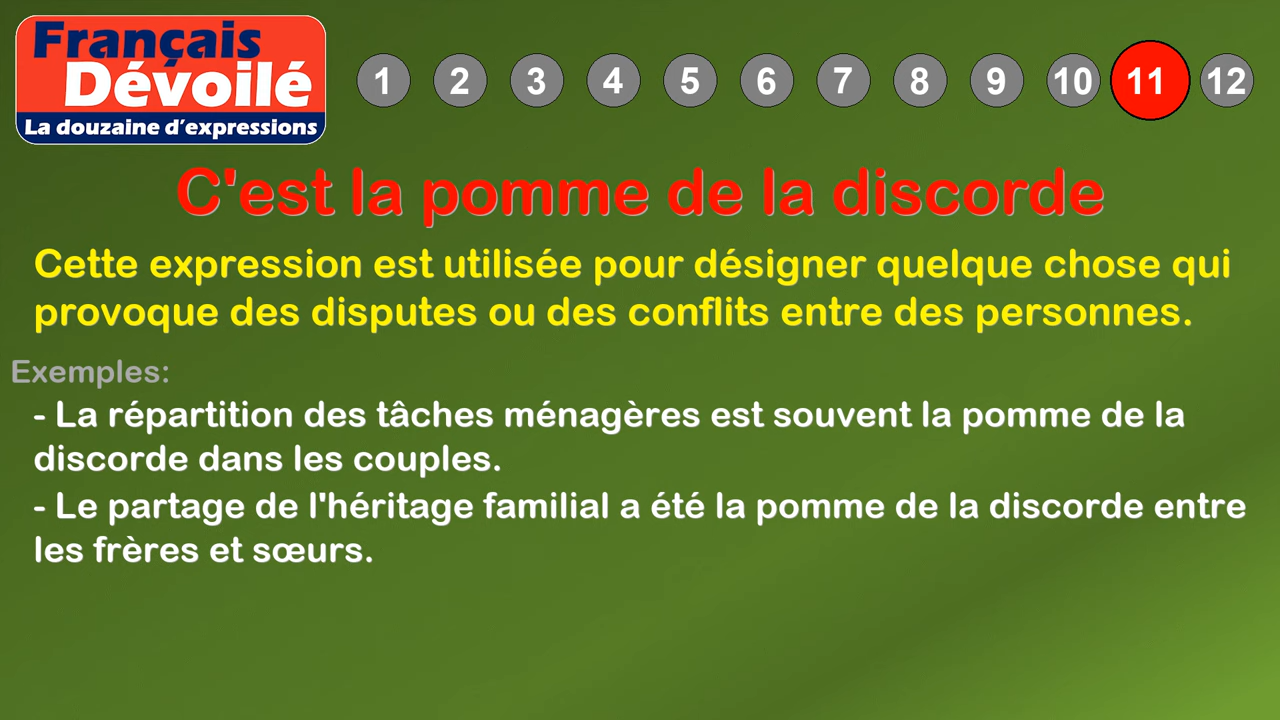 Français
Dévoilé
La douzaine d'expressions
1 2 3 4 5 6 7 8 9 10 11 12
C'est la pomme de la discorde
Cette expression est utilisée pour désigner quelque chose qui
provoque des disputes ou des conflits entre des personnes.
Exemples:
- La répartition des tâches ménagères est souvent la pomme de la
discorde dans les couples.
- Le partage de l'héritage familial a été la pomme de la discorde entre
les frères et sœurs.